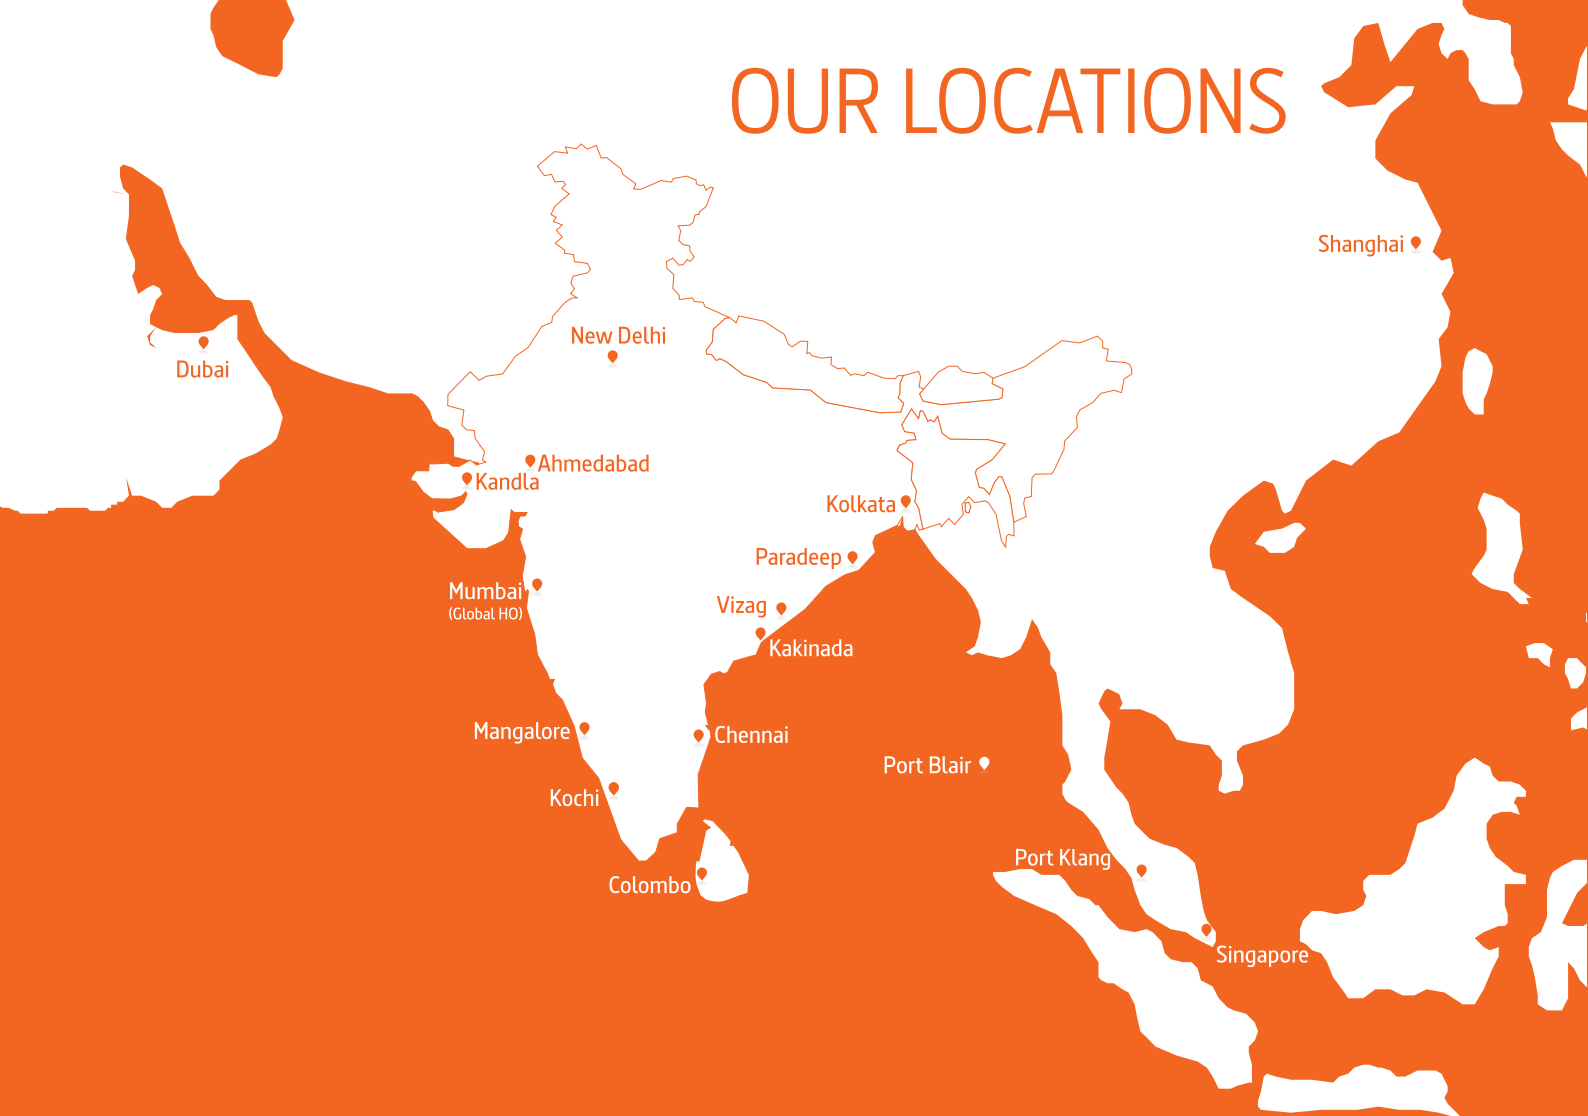 OUR LOCATIONS
Shanghai
New Delhi
Dubai
Ahmedabad
Kandla
Kolkata
Paradeep
Mumbai
(Global HO)
Vizag
Kakinada
Mangalore
Chennai
Port Blair
Kochi
Port Klang
Colombo
Singapore